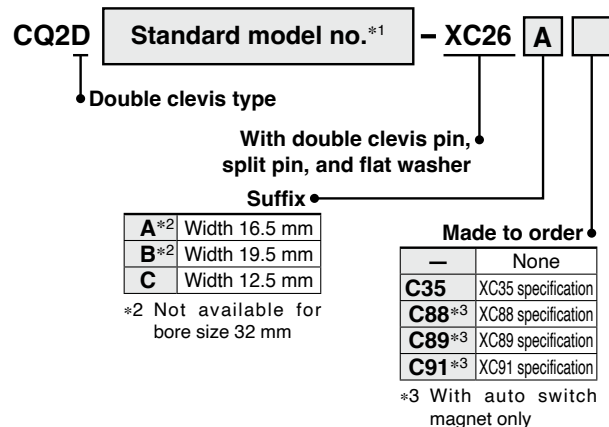 CQ2D Standard model no.*1 – XC26 A
Double clevis type
With double clevis pin,
split pin, and flat washer
Suffix
A*2 Width 16.5 mm
B*2 Width 19.5 mm
C Width 12.5 mm
*2 Not available for
bore size 32 mm
Made to order
— None
C35 XC35 specification
C88*3 XC88 specification
C89*3 XC89 specification
C91*3 XC91 specification
*3 With auto switch
magnet only